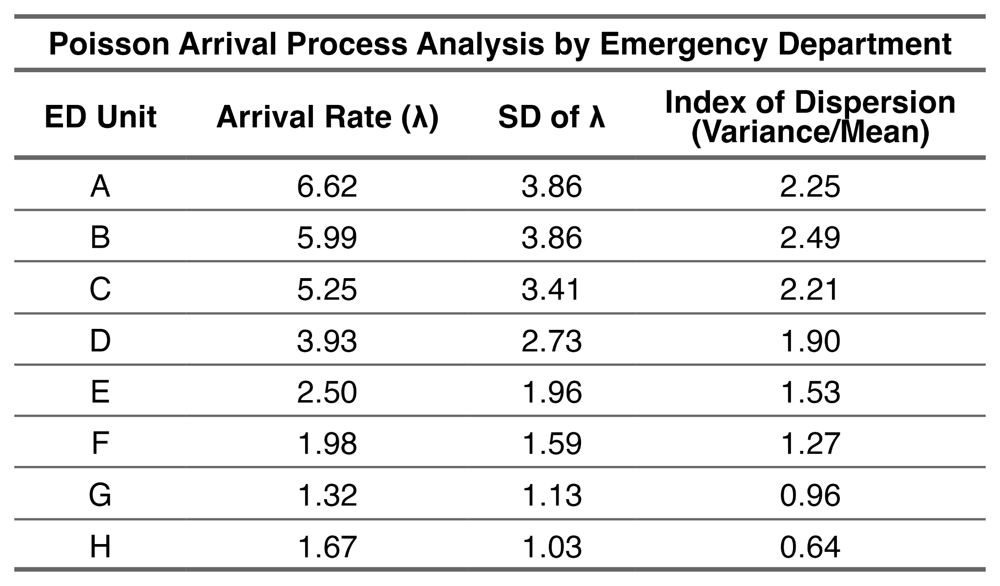 Poisson Arrival Process Analysis by Emergency Department
ED Unit Arrival Rate (λ) SD of λ Index of Dispersion
(Variance/Mean)
A 6.62 3.86 2.25
B 5.99 3.86 2.49
C 5.25 3.41 2.21
D 3.93 2.73 1.90
E 2.50 1.96 1.53
F 1.98 1.59 1.27
G 1.32 1.13 0.96
H 1.67 1.03 0.64